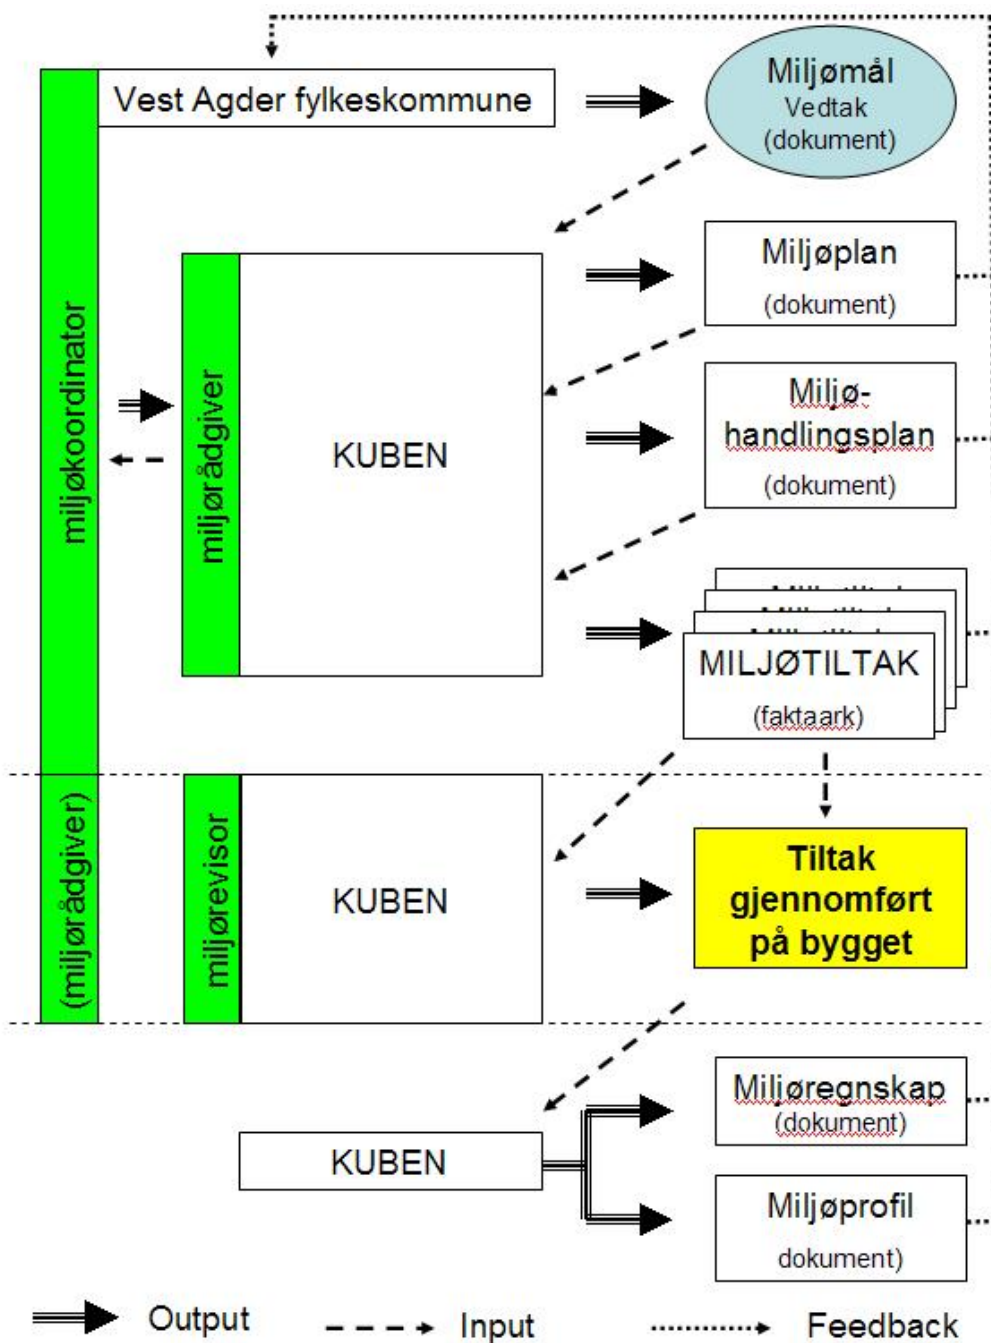 Vest Agder fylkeskommune
Miljømål
Vedtak
(dokument)
miljøkoordinator
miljørådgiver
KUBEN
Miljøplan
(dokument)
Miljø-
handlingsplan
(dokument)
MILJØTILTAK
(faktaark)
(miljørådgiver)
miljørevisor
KUBEN
Tiltak
gjennomført
på bygget
KUBEN
Miljøregnskap
(dokument)
Miljøprofil
dokument)
Output
Input
Feedback